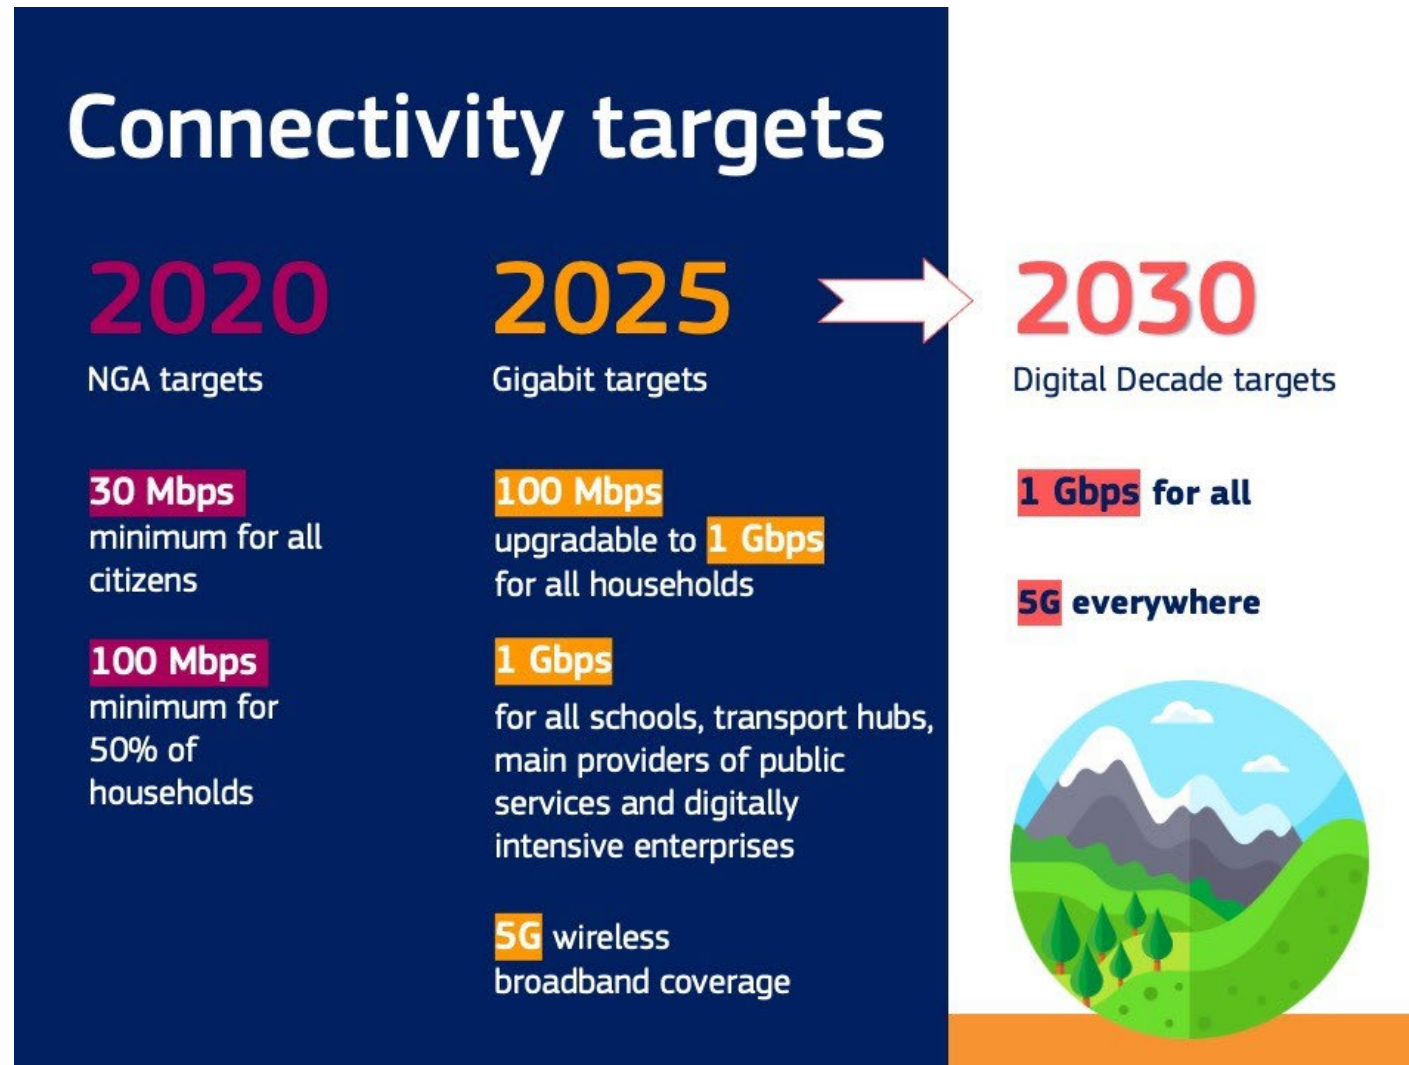 Connectivity targets
2020
NGA targets
30 Mbps
minimum for all
citizens
100 Mbps
minimum for
50% of
households
2025
Gigabit targets
100 Mbps
upgradable to 1 Gbps
for all households
1 Gbps
for all schools, transport hubs,
main providers of public
services and digitally
intensive enterprises
5G wireless
broadband coverage
2030
Digital Decade targets
1 Gbps for all
5G everywhere